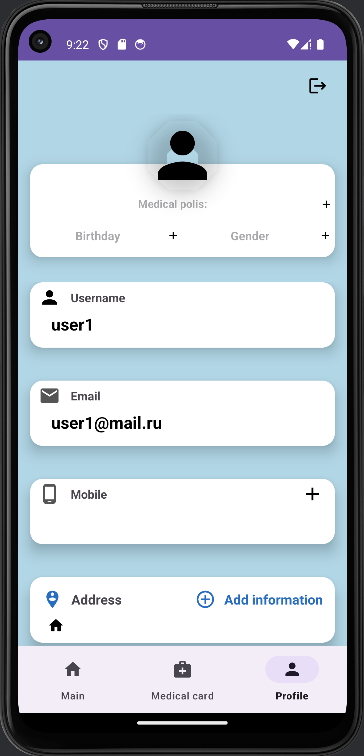 9:22
Medical polis: +
Birthday + Gender +
Username
user1
Email
user1@mail.ru
Mobile +
Address Add information
Main Medical card Profile